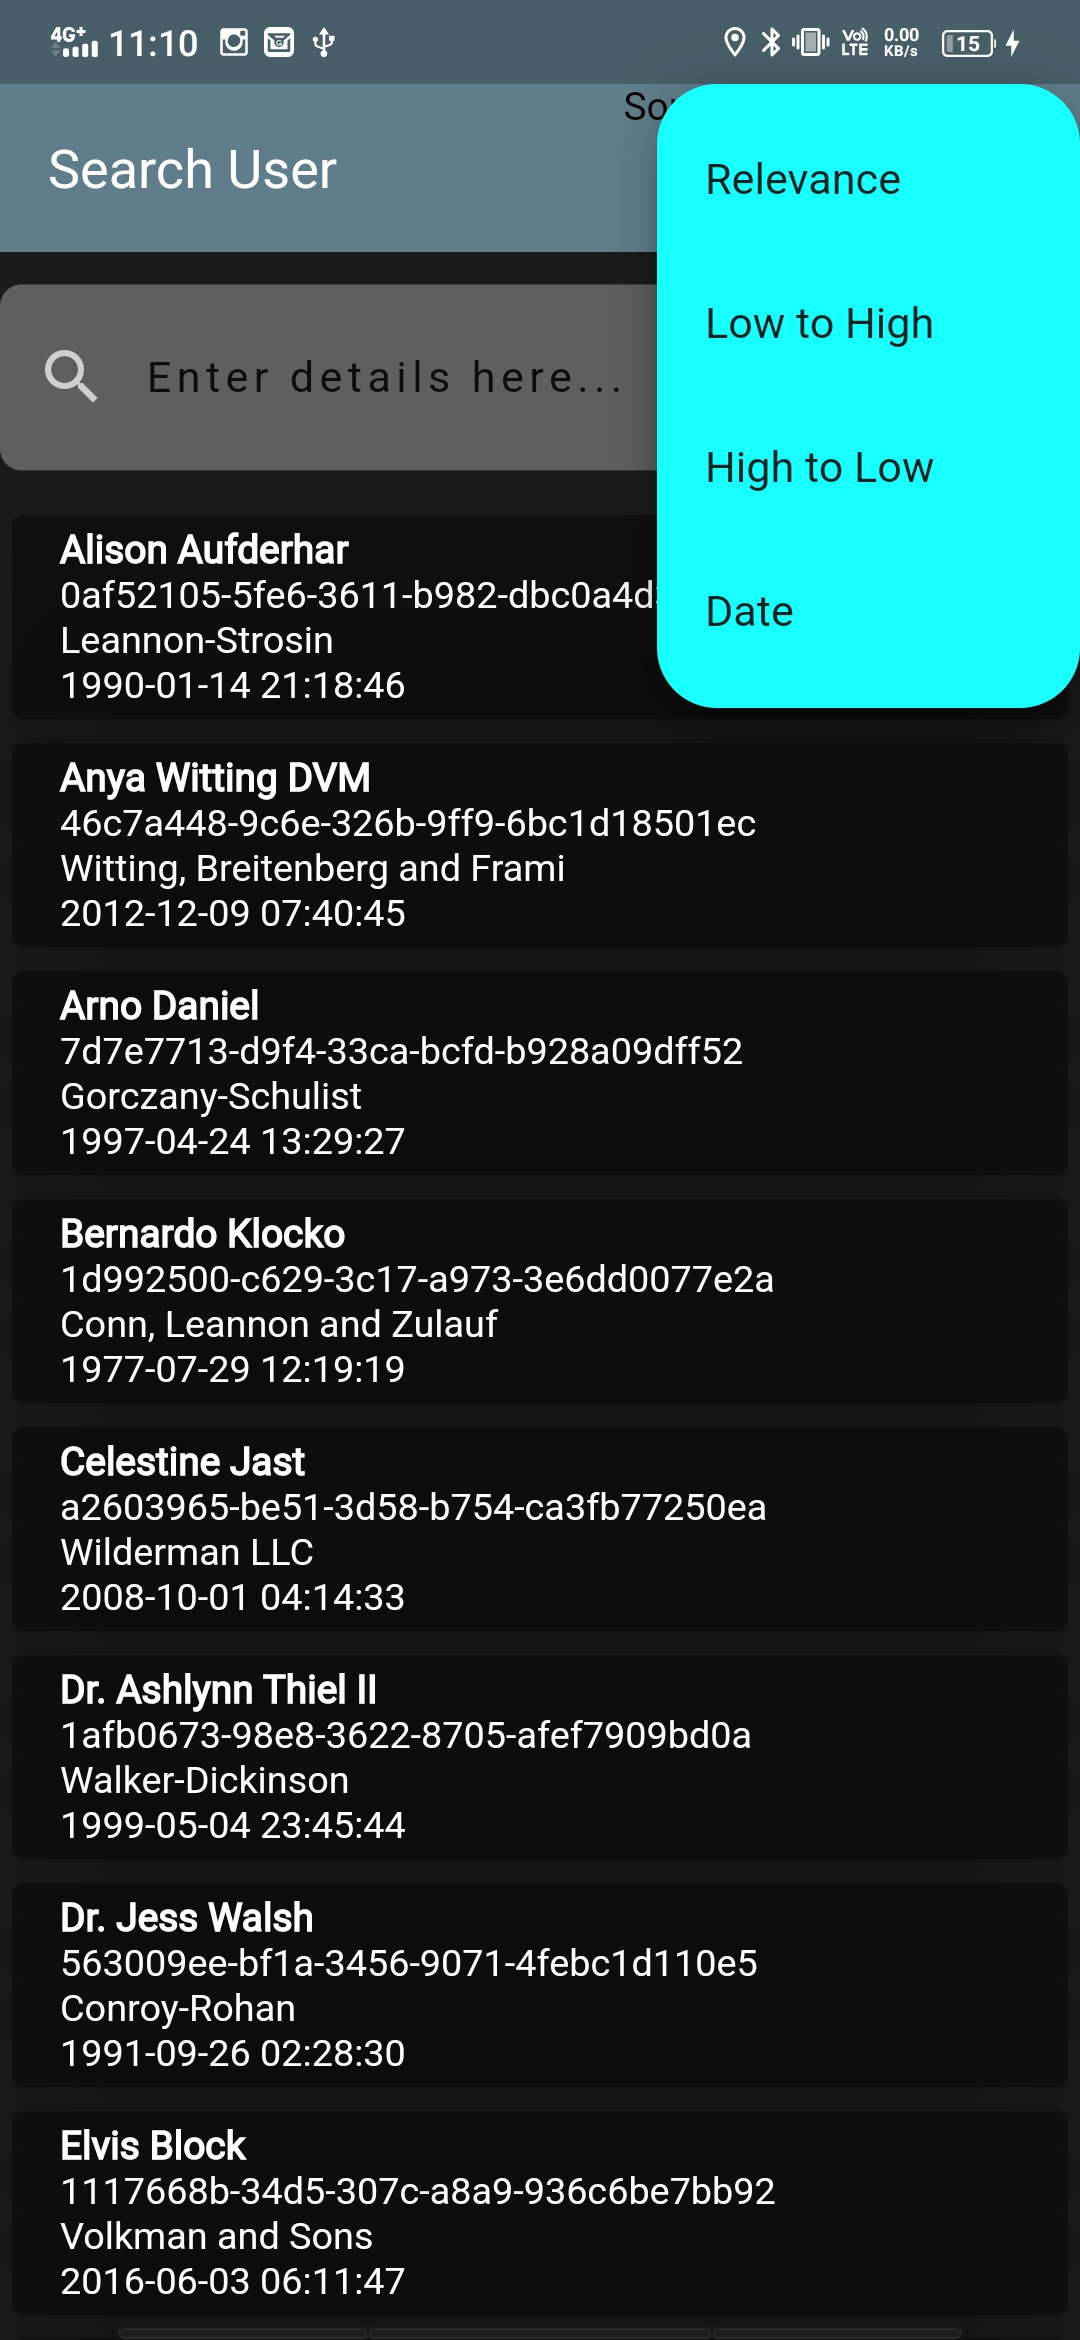 4G+ 11:10 Vo) LTE 0.00 KB/s 15
Search User
Relevance
Low to High
High to Low
Date
Enter details here...
Alison Aufderhar
0af52105-5fe6-3611-b982-dbc0a4d
Leannon-Strosin
1990-01-14 21:18:46
Anya Witting DVM
46c7a448-9c6e-326b-9ff9-6bc1d18501ec
Witting, Breitenberg and Frami
2012-12-09 07:40:45
Arno Daniel
7d7e7713-d9f4-33ca-bcfd-b928a09dff52
Gorczany-Schulist
1997-04-24 13:29:27
Bernardo Klocko
1d992500-c629-3c17-a973-3e6dd0077e2a
Conn, Leannon and Zulauf
1977-07-29 12:19:19
Celestine Jast
a2603965-be51-3d58-b754-ca3fb77250ea
Wilderman LLC
2008-10-01 04:14:33
Dr. Ashlynn Thiel II
1afb0673-98e8-3622-8705-afef7909bd0a
Walker-Dickinson
1999-05-04 23:45:44
Dr. Jess Walsh
563009ee-bf1a-3456-9071-4febc1d110e5
Conroy-Rohan
1991-09-26 02:28:30
Elvis Block
1117668b-34d5-307c-a8a9-936c6be7bb92
Volkman and Sons
2016-06-03 06:11:47